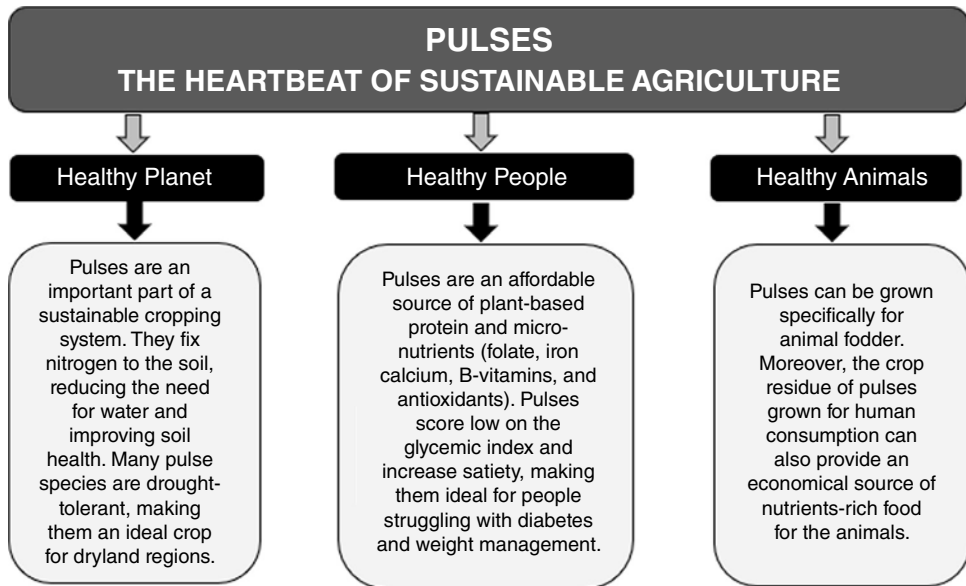 PULSES
THE HEARTBEAT OF SUSTAINABLE AGRICULTURE
Healthy Planet
Pulses are an
important part of a
sustainable cropping
system. They fix
nitrogen to the soil,
reducing the need
for water and
improving soil
health. Many pulse
species are drought-
tolerant, making
them an ideal crop
for dryland regions.
Healthy People
Pulses are an affordable
source of plant-based
protein and micro-
nutrients (folate, iron
calcium, B-vitamins, and
antioxidants). Pulses
score low on the
glycemic index and
increase satiety, making
them ideal for people
struggling with diabetes
and weight management.
Healthy Animals
Pulses can be grown
specifically for
animal fodder.
Moreover, the crop
residue of pulses
grown for human
consumption can
also provide an
economical source of
nutrients-rich food
for the animals.